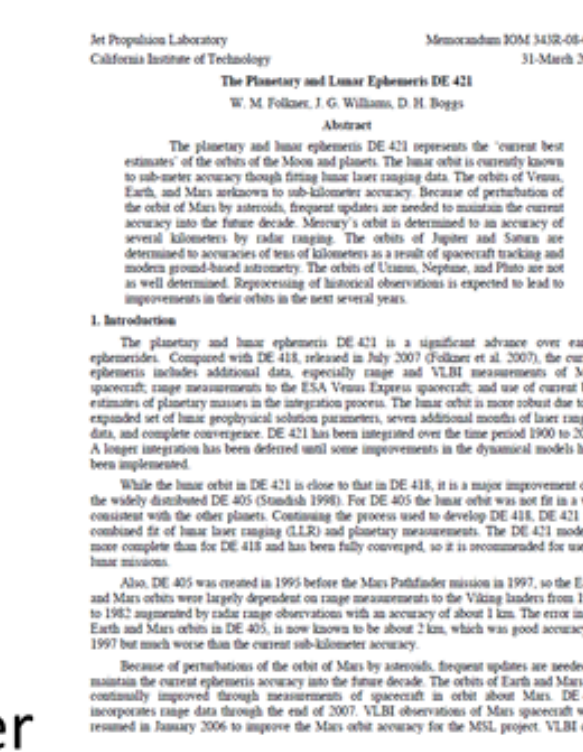 Jet Propulsion Laboratory Memorandum IOM 343R-08-
California Institute of Technology 31-March 2
The Planetary and Lunar Ephemeris DE 421
W. M. Folkner, J. G. Williams, D. H. Boggs
Abstract
The planetary and lunar ephemeris DE 421 represents the "current best
estimates" of the orbits of the Moon and planets. The lunar orbit is currently known
to sub-meter accuracy though fitting lunar laser ranging data. The orbits of Venus,
Earth, and Mars areknown to sub-kilometer accuracy. Because of perturbation of
the orbit of Mars by asteroids, frequent updates are needed to maintain the current
accuracy into the future decade. Mercury's orbit is determined to an accuracy of
several kilometers by radar ranging. The orbits of Jupiter and Saturn are
determined to accuracies of tens of kilometers as a result of spacecraft tracking and
modern ground-based astrometry. The orbits of Uranus, Neptune, and Pluto are not
as well determined. Reprocessing of historical observations is expected to lead to
improvements in their orbits in the next several years.
1. Introduction
The planetary and lunar ephemeris DE 421 is a significant advance over ea
ephemerides. Compared with DE 418, released in July 2007 (Folkner et al. 2007), the cu
ephemeris includes additional data, especially range and VLBI measurements of M
spacecraft; range measurements to the ESA Venus Express spacecraft; and use of current
estimates of planetary masses in the integration process. The lunar orbit is more robust due to
expanded set of lunar geophysical solution parameters, seven additional months of laser rang
data, and complete convergence. DE 421 has been integrated over the time period 1900 to 20
A longer integration has been deferred until some improvements in the dynamical models h
been implemented.
While the lunar orbit in DE 421 is close to that in DE 418, it is a major improvement o
the widely distributed DE 405 (Standish 1998). For DE 405 the lunar orbit was not fit in a
consistent with the other planets. Continuing the process used to develop DE 418, DE 421
combined fit of lunar laser ranging (LLR) and planetary measurements. The DE 421 mode
more complete than for DE 418 and has been fully converged, so it is recommended for use
lunar missions.
Also, DE 405 was created in 1995 before the Mars Pathfinder mission in 1997, so the E
and Mars orbits were largely dependent on range measurements to the Viking landers from 1
to 1982 augmented by radar range observations with an accuracy of about 1 km. The error in
Earth and Mars orbits in DE 405, is now known to be about 2 km, which was good accurac
1997 but much worse than the current sub-kilometer accuracy.
Because of perturbations of the orbit of Mars by asteroids, frequent updates are neede
maintain the current ephemeris accuracy into the future decade. The orbits of Earth and Mars
continually improved through measurements of spacecraft in orbit about Mars. DE
incorporates range data through the end of 2007. VLBI observations of Mars spacecraft w
resumed in January 2006 to improve the Mars orbit accuracy for the MSL project. VLBI
er